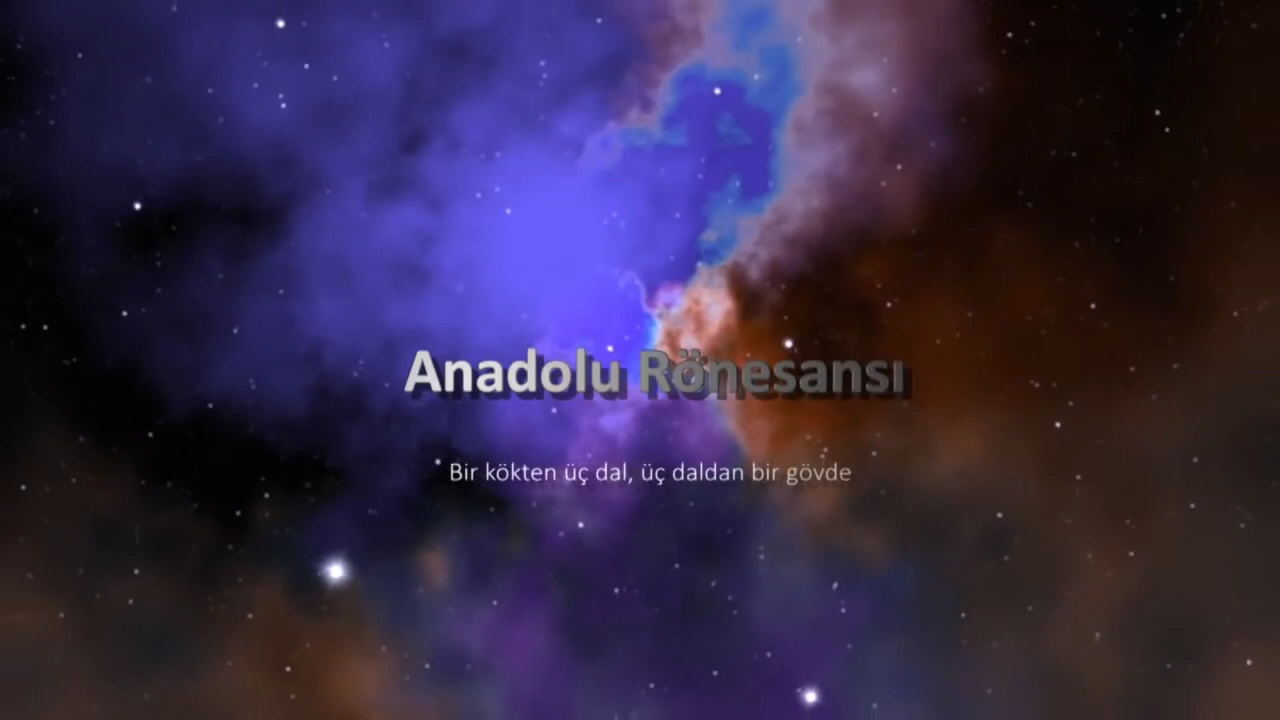 Anadolu Rönesansı
Bir kökten üç dal, üç daldan bir gövde